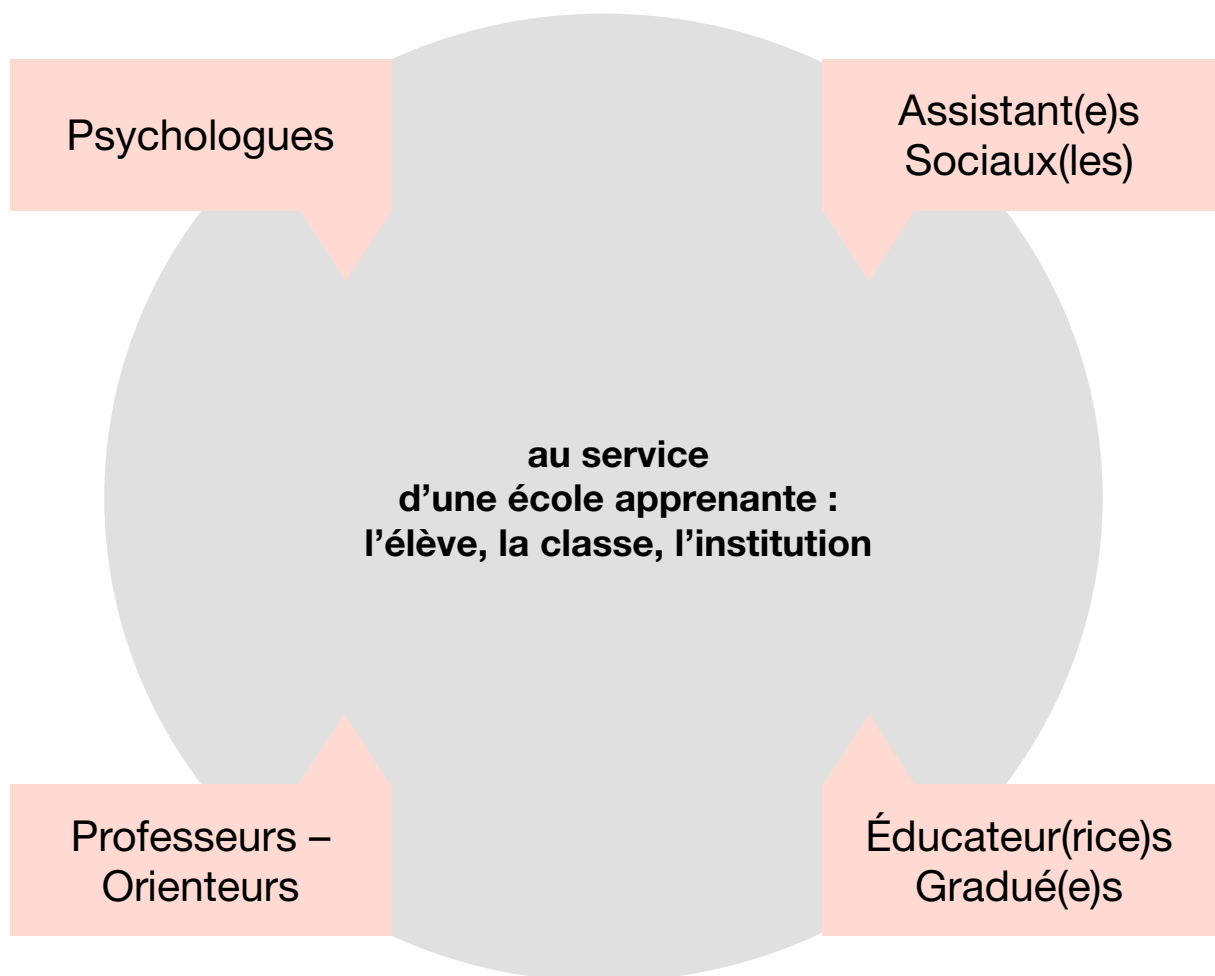 Psychologues
Assistant(e)s
Sociaux(les)
au service
d’une école apprenante :
l’élève, la classe, l’institution
Professeurs –
Orienteurs
Éducateur(rice)s
Gradué(e)s